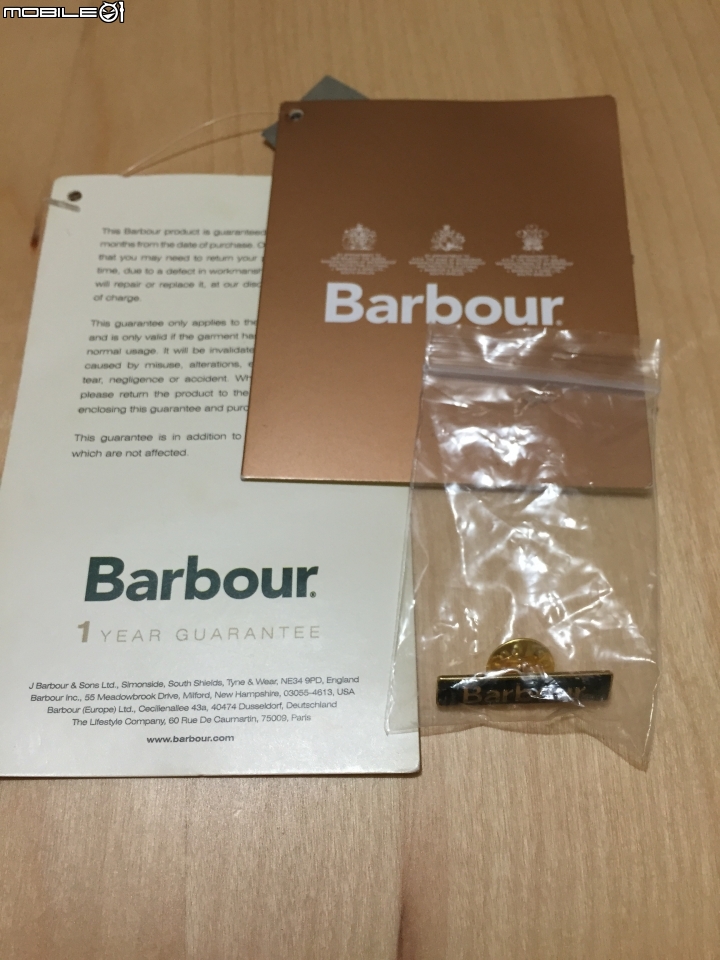 MOBILE01
This Barbour product is guaranteed
months from the date of purchase.
that you may need to return your
time, due to a defect in
will repair or replace it, at our
of charge.
This guarantee only applies to the
and is only valid if the garment
normal usage. It will be
caused by misuse, alterations,
tear, negligence or accident.
please return the product to the
enclosing this guarantee and
This guarantee is in addition to
which are not affected.
Barbour
1 YEAR GUARANTEE
J Barbour & Sons Ltd., Simonside, South Shields, Tyne & Wear, NE34 9PD, England
Barbour Inc., 55 Meadowbrook Drive, Milford, New Hampshire, 03055-4613, USA
Barbour (Europe) Ltd., Cecilienallee 43a, 40474 Dusseldorf, Deutschland
The Lifestyle Company, 60 Rue De Caumartin, 75009, Paris
www.barbour.com
Barbour
Barbour